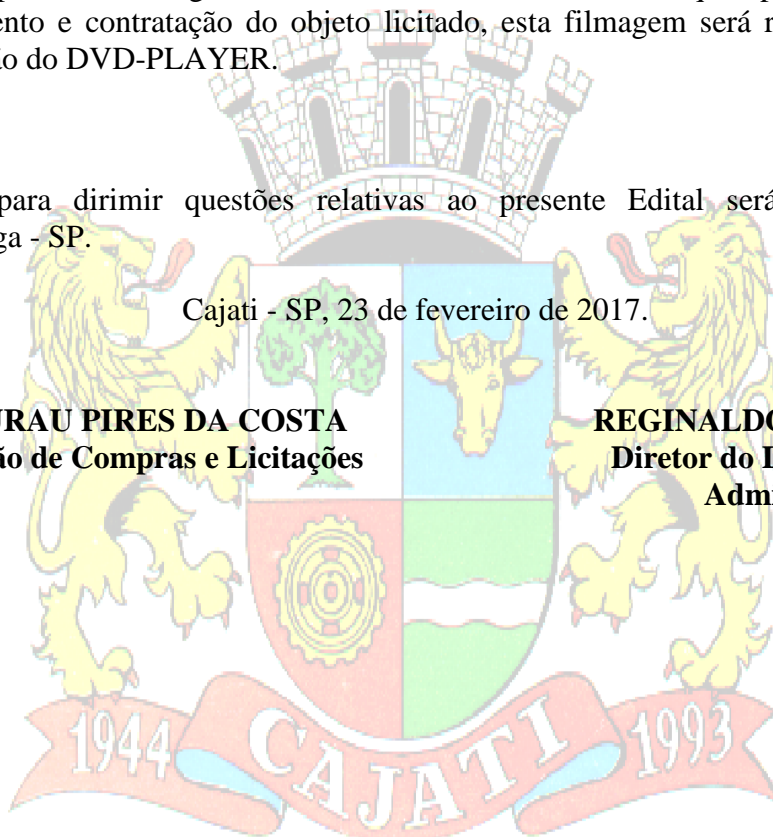 ento e contratação do objeto licitado, esta filmagem será
ão do DVD-PLAYER.
para dirimir questões relativas ao presente Edital será
ga - SP.
Cajati - SP, 23 de fevereiro de 2017.
URAU PIRES DA COSTA
ão de Compras e Licitações
REGINALDO
Diretor do
Adm
1944 CAJATI 1993